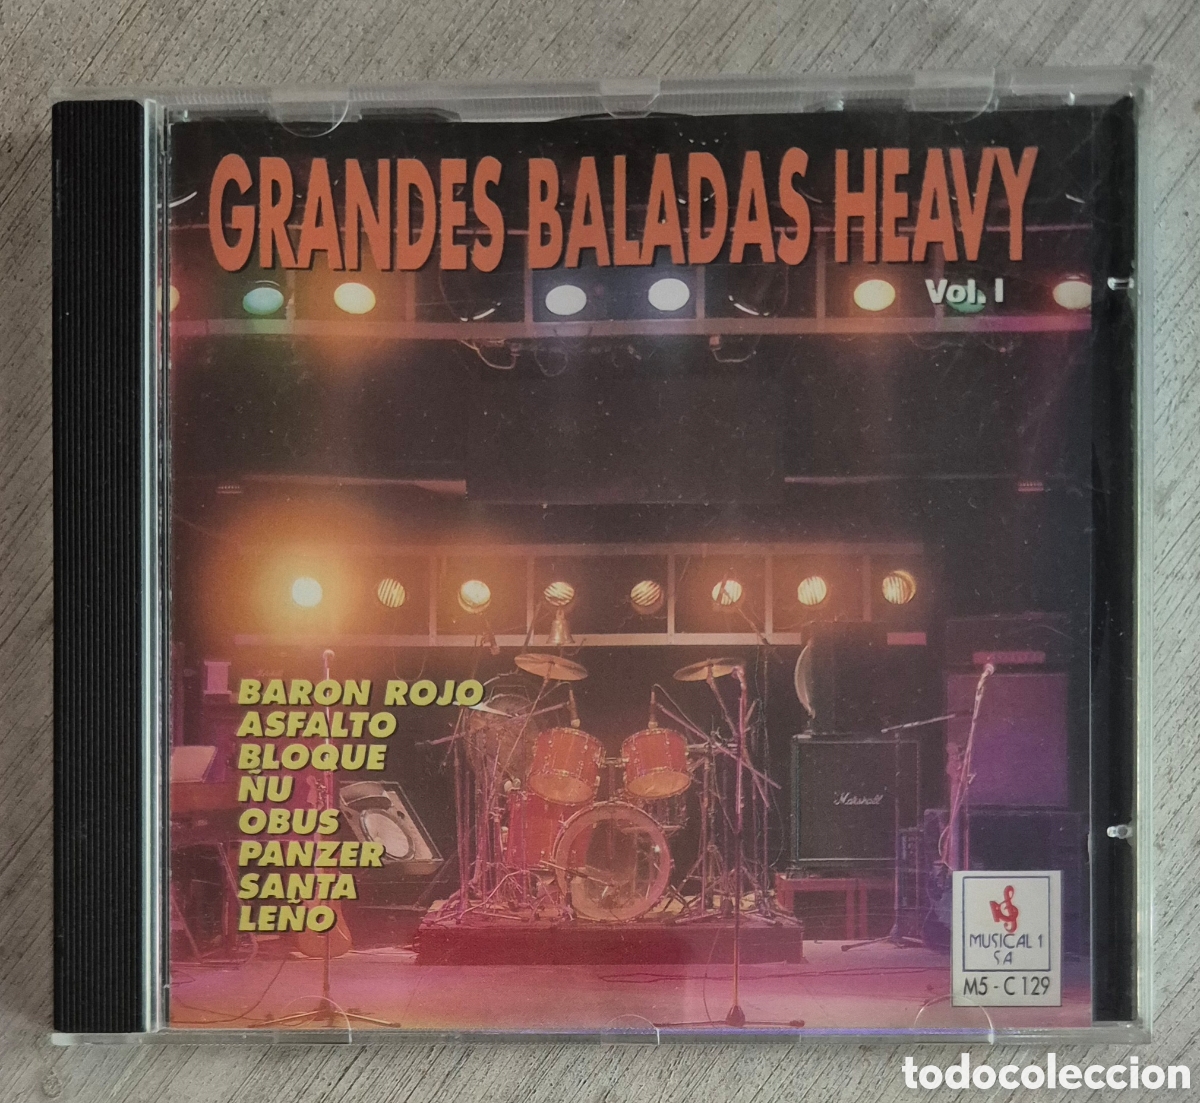 GRANDES BALADAS HEAVY
Vol. I
BARON ROJO
ASFALTO
BLOQUE
ÑU
OBUS
PANZER
SANTA
LEÑO
Marshall
MUSICAL 1
S.A
M5 - C 129
todocoleccion